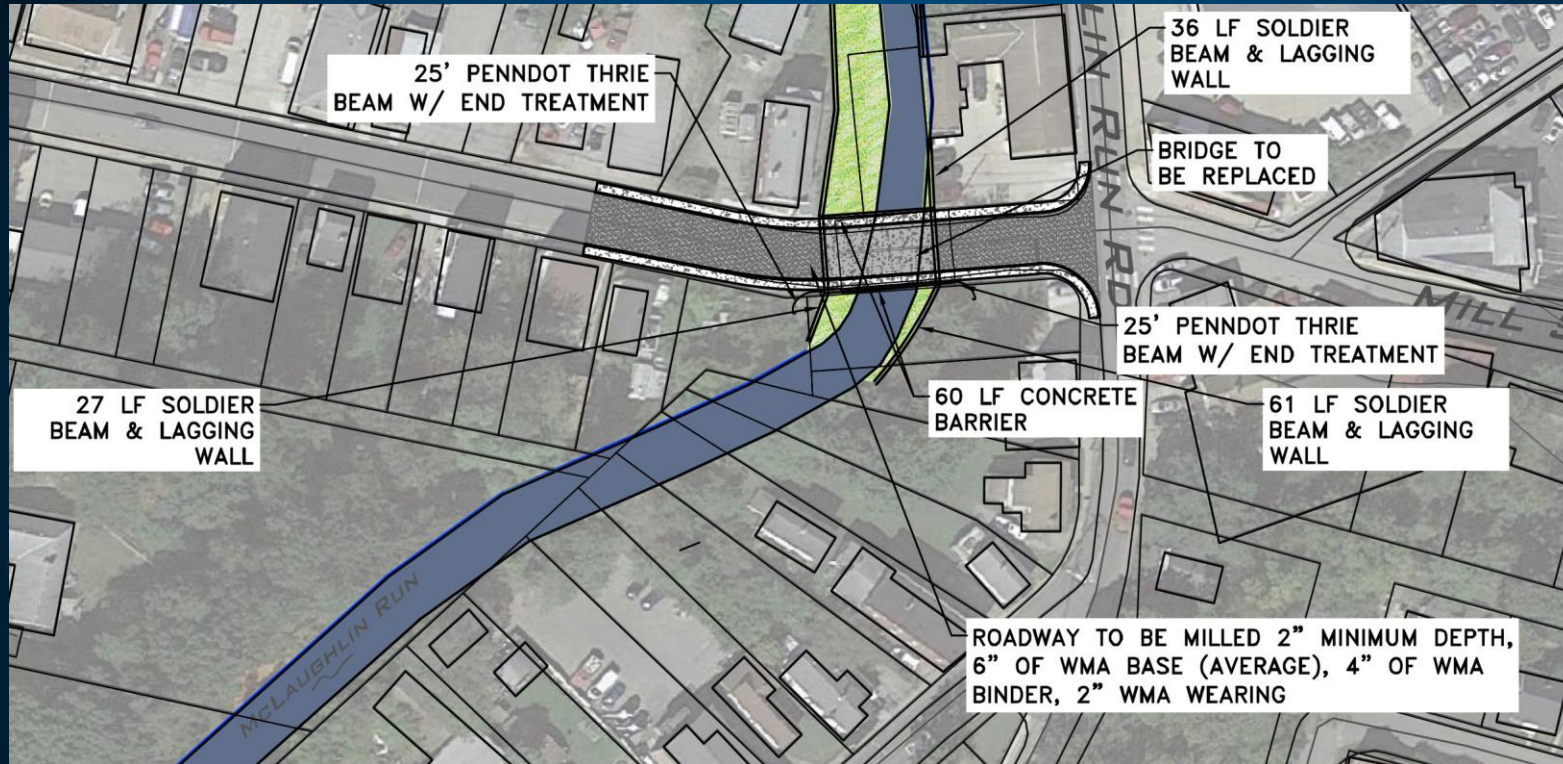 36 LF SOLDIER
BEAM & LAGGING
WALL
25' PENNDOT THRIE
BEAM W/ END TREATMENT
BRIDGE TO
BE REPLACED
LIN RUN RD
MILL
25' PENNDOT THRIE
BEAM W/ END TREATMENT
27 LF SOLDIER
BEAM & LAGGING
WALL
60 LF CONCRETE
BARRIER
61 LF SOLDIER
BEAM & LAGGING
WALL
McLAUGHLIN RUN
ROADWAY TO BE MILLED 2" MINIMUM DEPTH,
6" OF WMA BASE (AVERAGE), 4" OF WMA
BINDER, 2" WMA WEARING